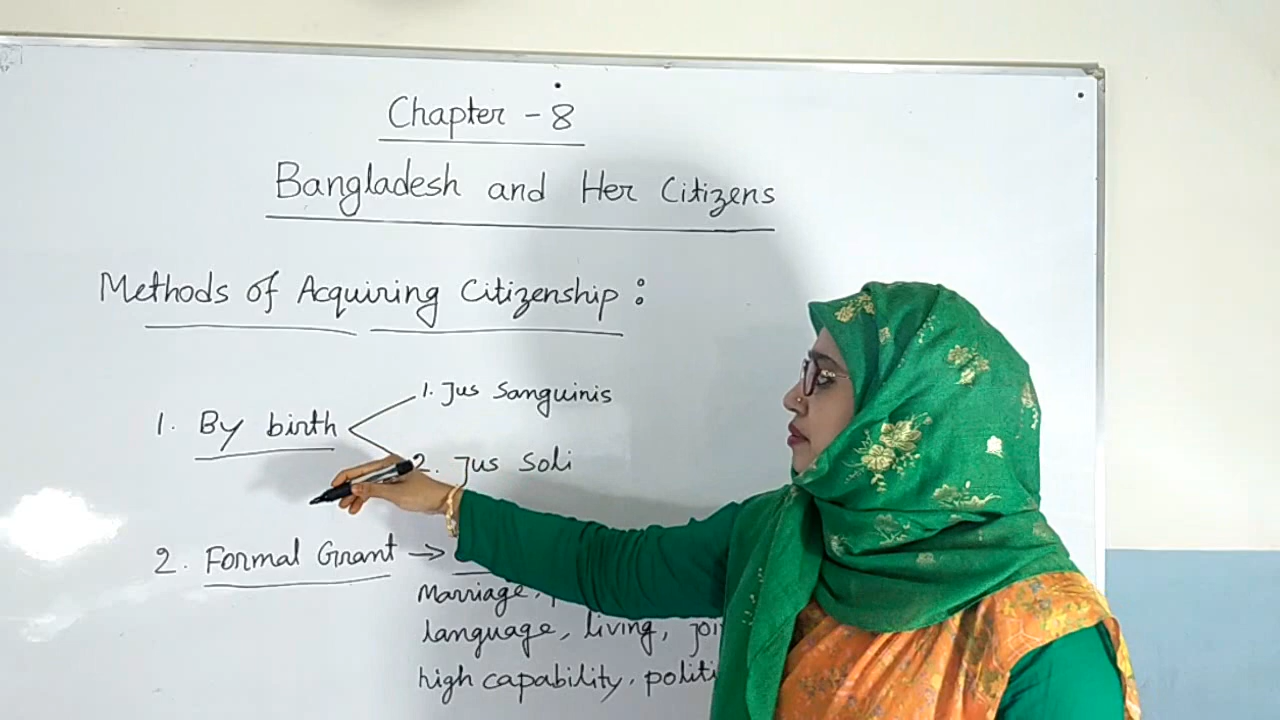 Chapter - 8
Bangladesh and Her Citizens
Methods of Acquiring Citizenship :
1. By birth
1. Jus Sanguinis
2. Jus Soli
2. Formal Grant →
Marriage,
language, living,
high capability,